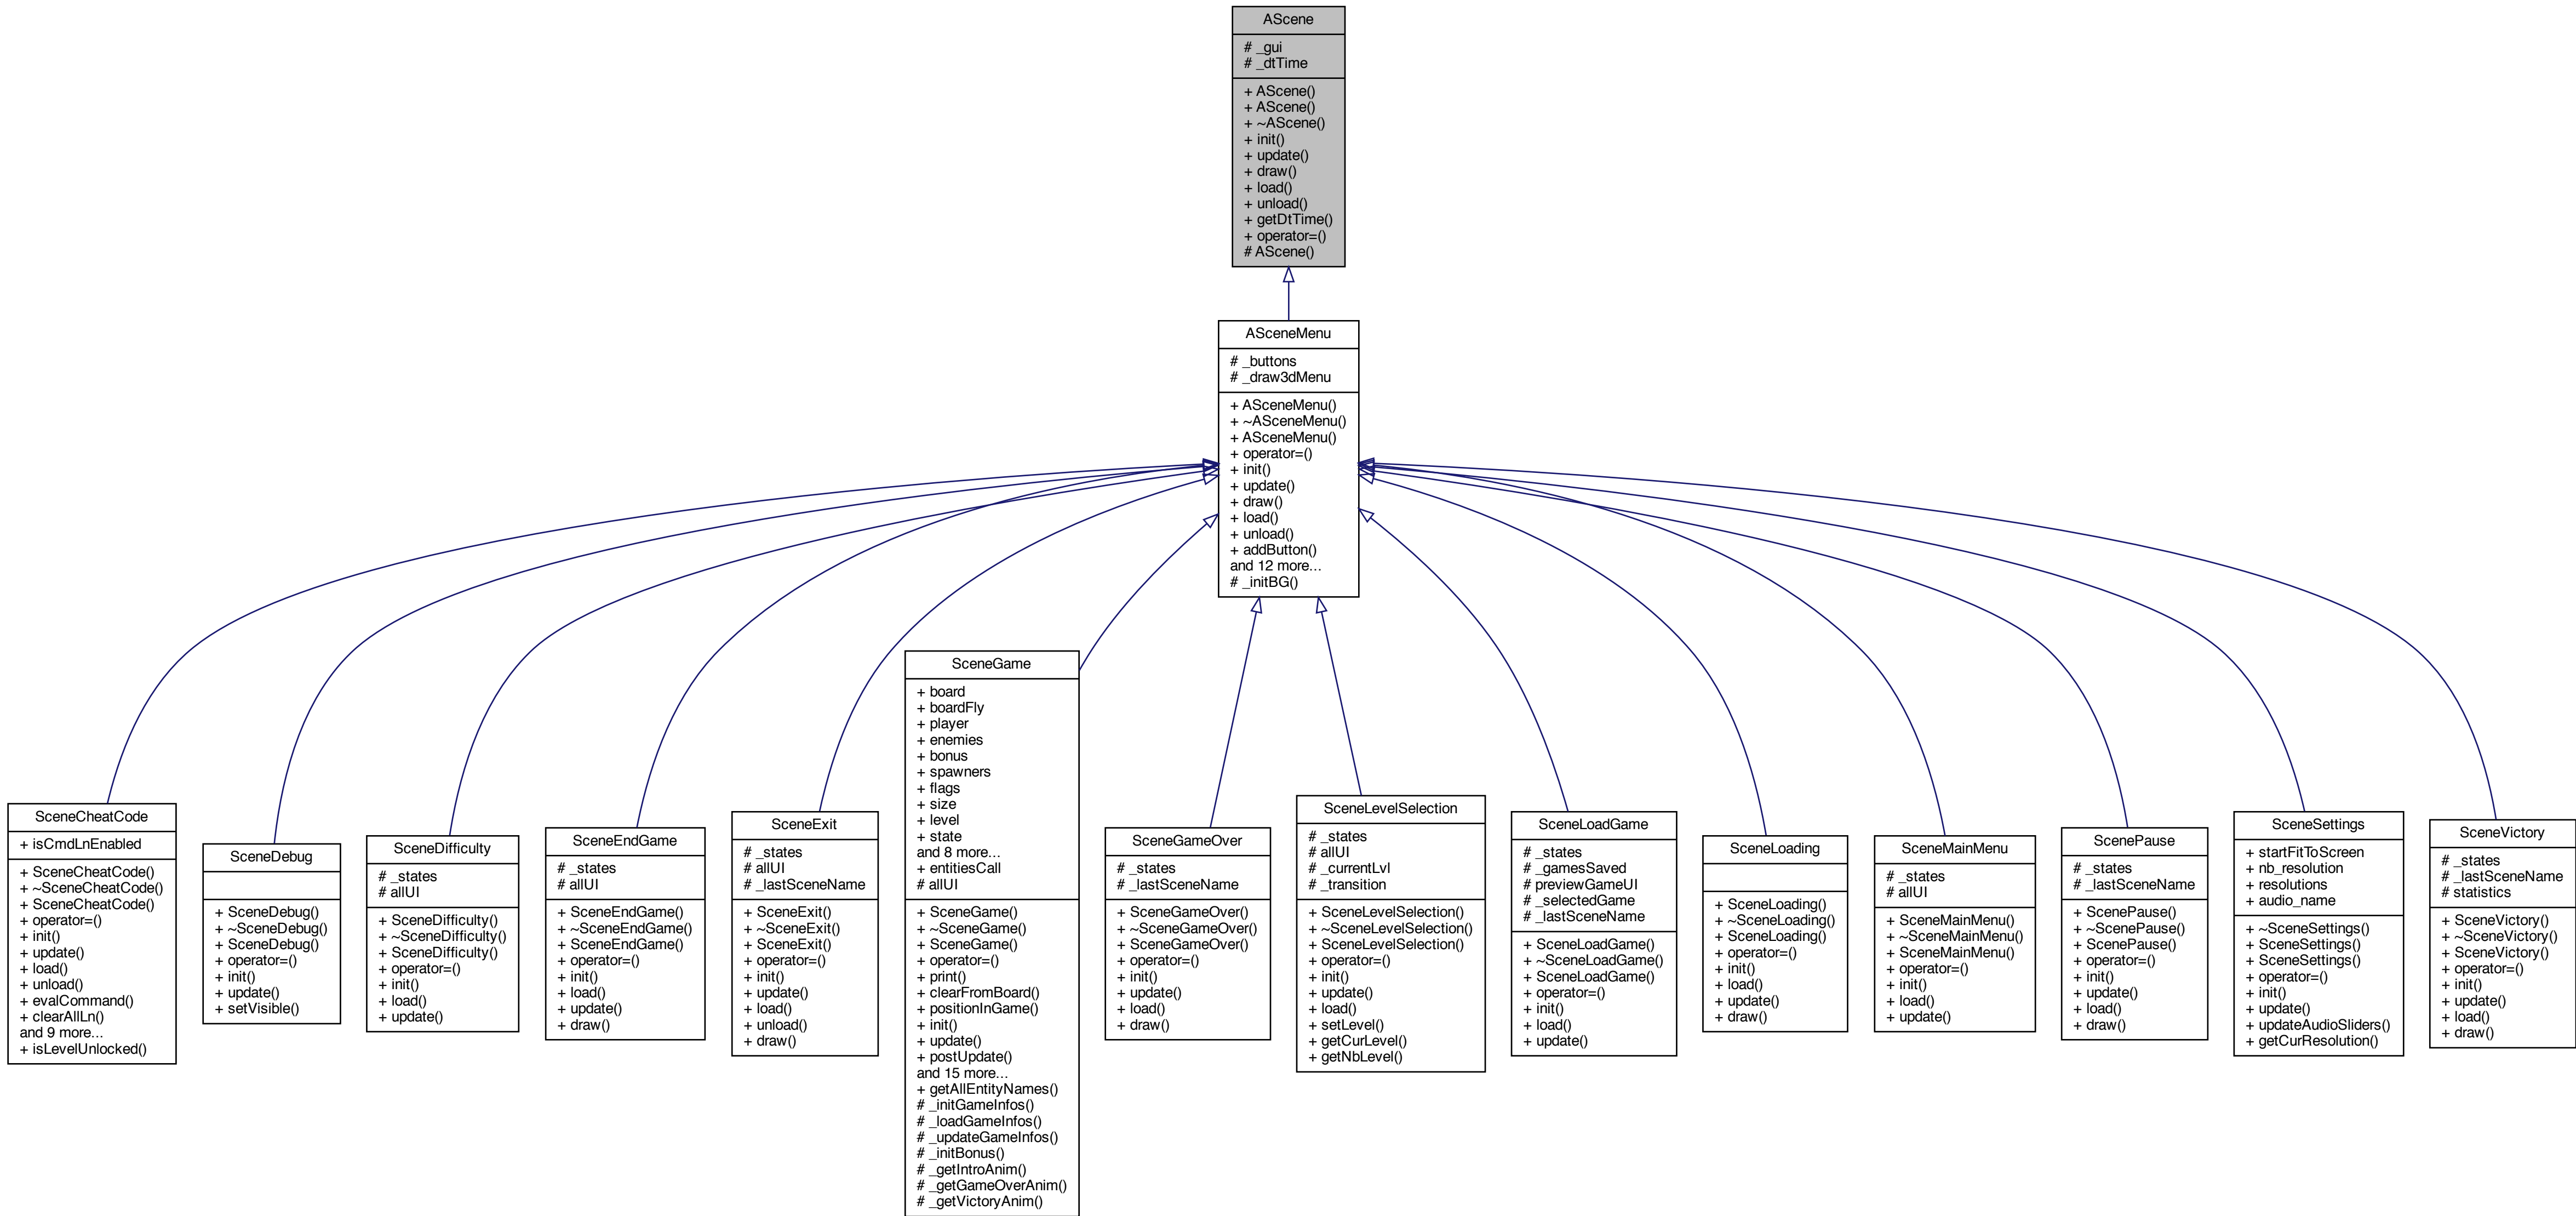 AScene
# _gui
# _dtTime
+ AScene()
+ AScene()
+ ~AScene()
+ init()
+ update()
+ draw()
+ load()
+ unload()
+ getDtTime()
+ operator=()
# AScene()
ASceneMenu
# _buttons
# _draw3dMenu
+ ASceneMenu()
+ ~ASceneMenu()
+ ASceneMenu()
+ operator=()
+ init()
+ update()
+ draw()
+ load()
+ unload()
+ addButton()
and 12 more...
# _initBG()
SceneCheatCode
+ isCmdLnEnabled
+ SceneCheatCode()
+ ~SceneCheatCode()
+ SceneCheatCode()
+ operator=()
+ init()
+ update()
+ load()
+ unload()
+ evalCommand()
+ clearAllLn()
and 9 more...
+ isLevelUnlocked()
SceneDebug
+ SceneDebug()
+ ~SceneDebug()
+ SceneDebug()
+ operator=()
+ init()
+ update()
+ setVisible()
SceneDifficulty
# _states
# allUI
+ SceneDifficulty()
+ ~SceneDifficulty()
+ SceneDifficulty()
+ operator=()
+ init()
+ load()
+ update()
SceneEndGame
# _states
# allUI
+ SceneEndGame()
+ ~SceneEndGame()
+ SceneEndGame()
+ operator=()
+ init()
+ load()
+ update()
+ draw()
SceneExit
# _states
# allUI
# _lastSceneName
+ SceneExit()
+ ~SceneExit()
+ SceneExit()
+ operator=()
+ init()
+ update()
+ load()
+ unload()
+ draw()
SceneGame
+ board
+ boardFly
+ player
+ enemies
+ bonus
+ spawners
+ flags
+ size
+ level
+ state
and 8 more...
+ entitiesCall
# allUI
+ SceneGame()
+ ~SceneGame()
+ SceneGame()
+ operator=()
+ print()
+ clearFromBoard()
+ positionInGame()
+ init()
+ update()
+ postUpdate()
and 15 more...
+ getAllEntityNames()
# _initGameInfos()
# _loadGameInfos()
# _updateGameInfos()
# _initBonus()
# _getIntroAnim()
# _getGameOverAnim()
# _getVictoryAnim()
SceneGameOver
# _states
# _lastSceneName
+ SceneGameOver()
+ ~SceneGameOver()
+ SceneGameOver()
+ operator=()
+ init()
+ update()
+ load()
+ draw()
SceneLevelSelection
# _states
# allUI
# _currentLvl
# _transition
+ SceneLevelSelection()
+ ~SceneLevelSelection()
+ SceneLevelSelection()
+ operator=()
+ init()
+ update()
+ load()
+ setLevel()
+ getCurLevel()
+ getNbLevel()
SceneLoadGame
# _states
# _gamesSaved
# previewGameUI
# _selectedGame
# _lastSceneName
+ SceneLoadGame()
+ ~SceneLoadGame()
+ SceneLoadGame()
+ operator=()
+ init()
+ load()
+ update()
SceneLoading
+ SceneLoading()
+ ~SceneLoading()
+ SceneLoading()
+ operator=()
+ init()
+ load()
+ update()
+ draw()
SceneMainMenu
# _states
# allUI
+ SceneMainMenu()
+ ~SceneMainMenu()
+ SceneMainMenu()
+ operator=()
+ init()
+ load()
+ update()
ScenePause
# _states
# _lastSceneName
+ ScenePause()
+ ~ScenePause()
+ ScenePause()
+ operator=()
+ init()
+ update()
+ load()
+ draw()
SceneSettings
+ startFitToScreen
+ nb_resolution
+ resolutions
+ audio_name
+ ~SceneSettings()
+ SceneSettings()
+ SceneSettings()
+ operator=()
+ init()
+ update()
+ updateAudioSliders()
+ getCurResolution()
SceneVictory
# _states
# _lastSceneName
# statistics
+ SceneVictory()
+ ~SceneVictory()
+ SceneVictory()
+ operator=()
+ init()
+ update()
+ load()
+ draw()